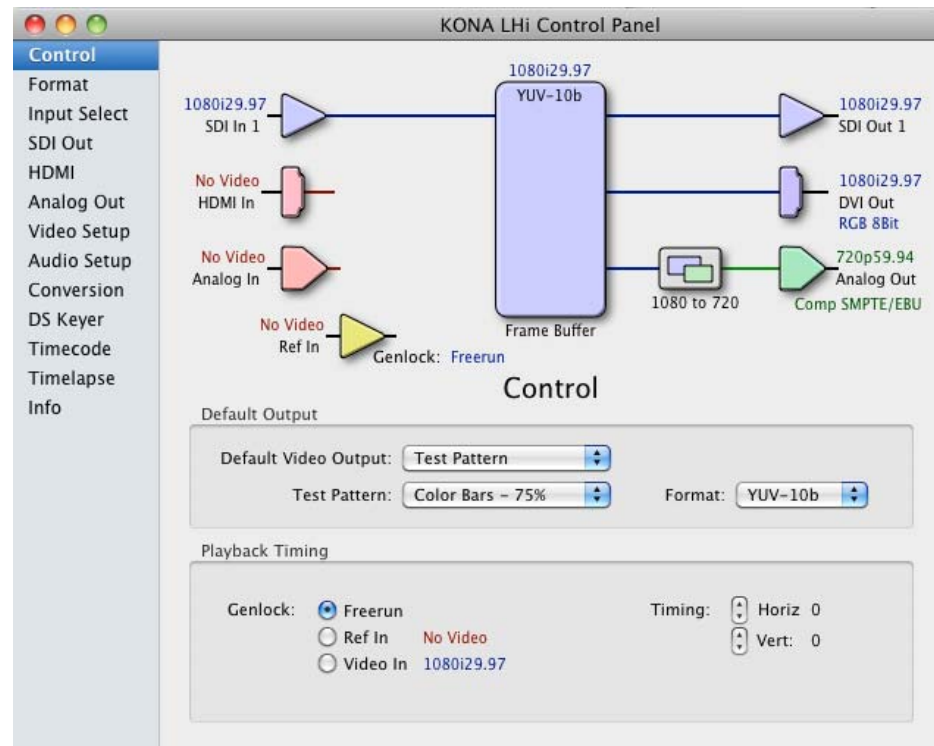 KONA LHi Control Panel
Control
Format
Input Select
SDI Out
HDMI
Analog Out
Video Setup
Audio Setup
Conversion
DS Keyer
Timecode
Timelapse
Info
1080i29.97
YUV-10b
1080i29.97
SDI In 1
1080i29.97
SDI Out 1
No Video
HDMI In
1080i29.97
DVI Out
RGB 8Bit
No Video
Analog In
1080 to 720
720p59.94
Analog Out
Comp SMPTE/EBU
No Video
Ref In
Genlock: Freerun
Frame Buffer
Control
Default Output
Default Video Output: Test Pattern
Test Pattern: Color Bars - 75% Format: YUV-10b
Playback Timing
Genlock: Freerun Timing: Horiz 0
Ref In No Video Vert: 0
Video In 1080i29.97